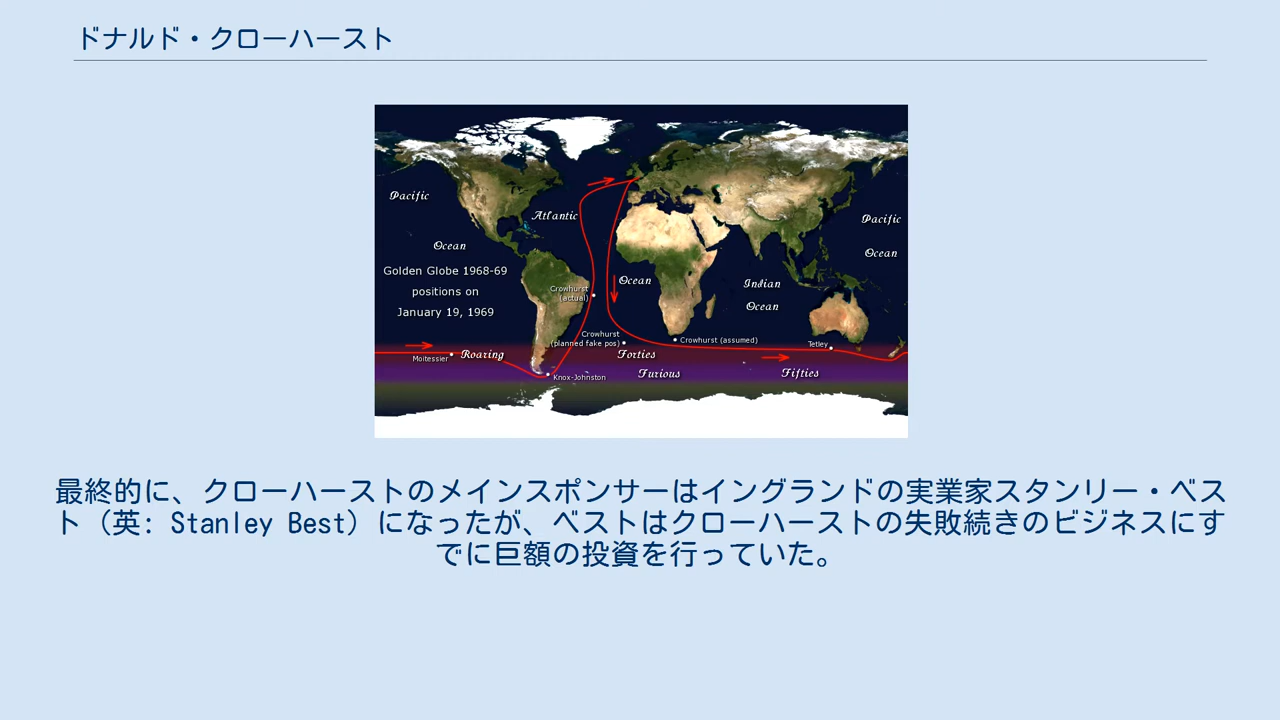 ドナルド・クローハースト
Pacific
Atlantic
Pacific
Ocean
Ocean
Golden Globe 1968-69
positions on
January 19, 1969
Ocean
Indian
Ocean
Crowhurst
(actual)
Crowhurst
(planned fake pos)
Crowhurst (assumed)
Tetley
Moitessier
Roaring
Forties
Furious
Fifties
Knox-Johnston
最終的に、クローハーストのメインスポンサーはイングランドの実業家スタンリー・ベス
ト（英: Stanley Best）になったが、ベストはクローハーストの失敗続きのビジネスにす
でに巨額の投資を行っていた。